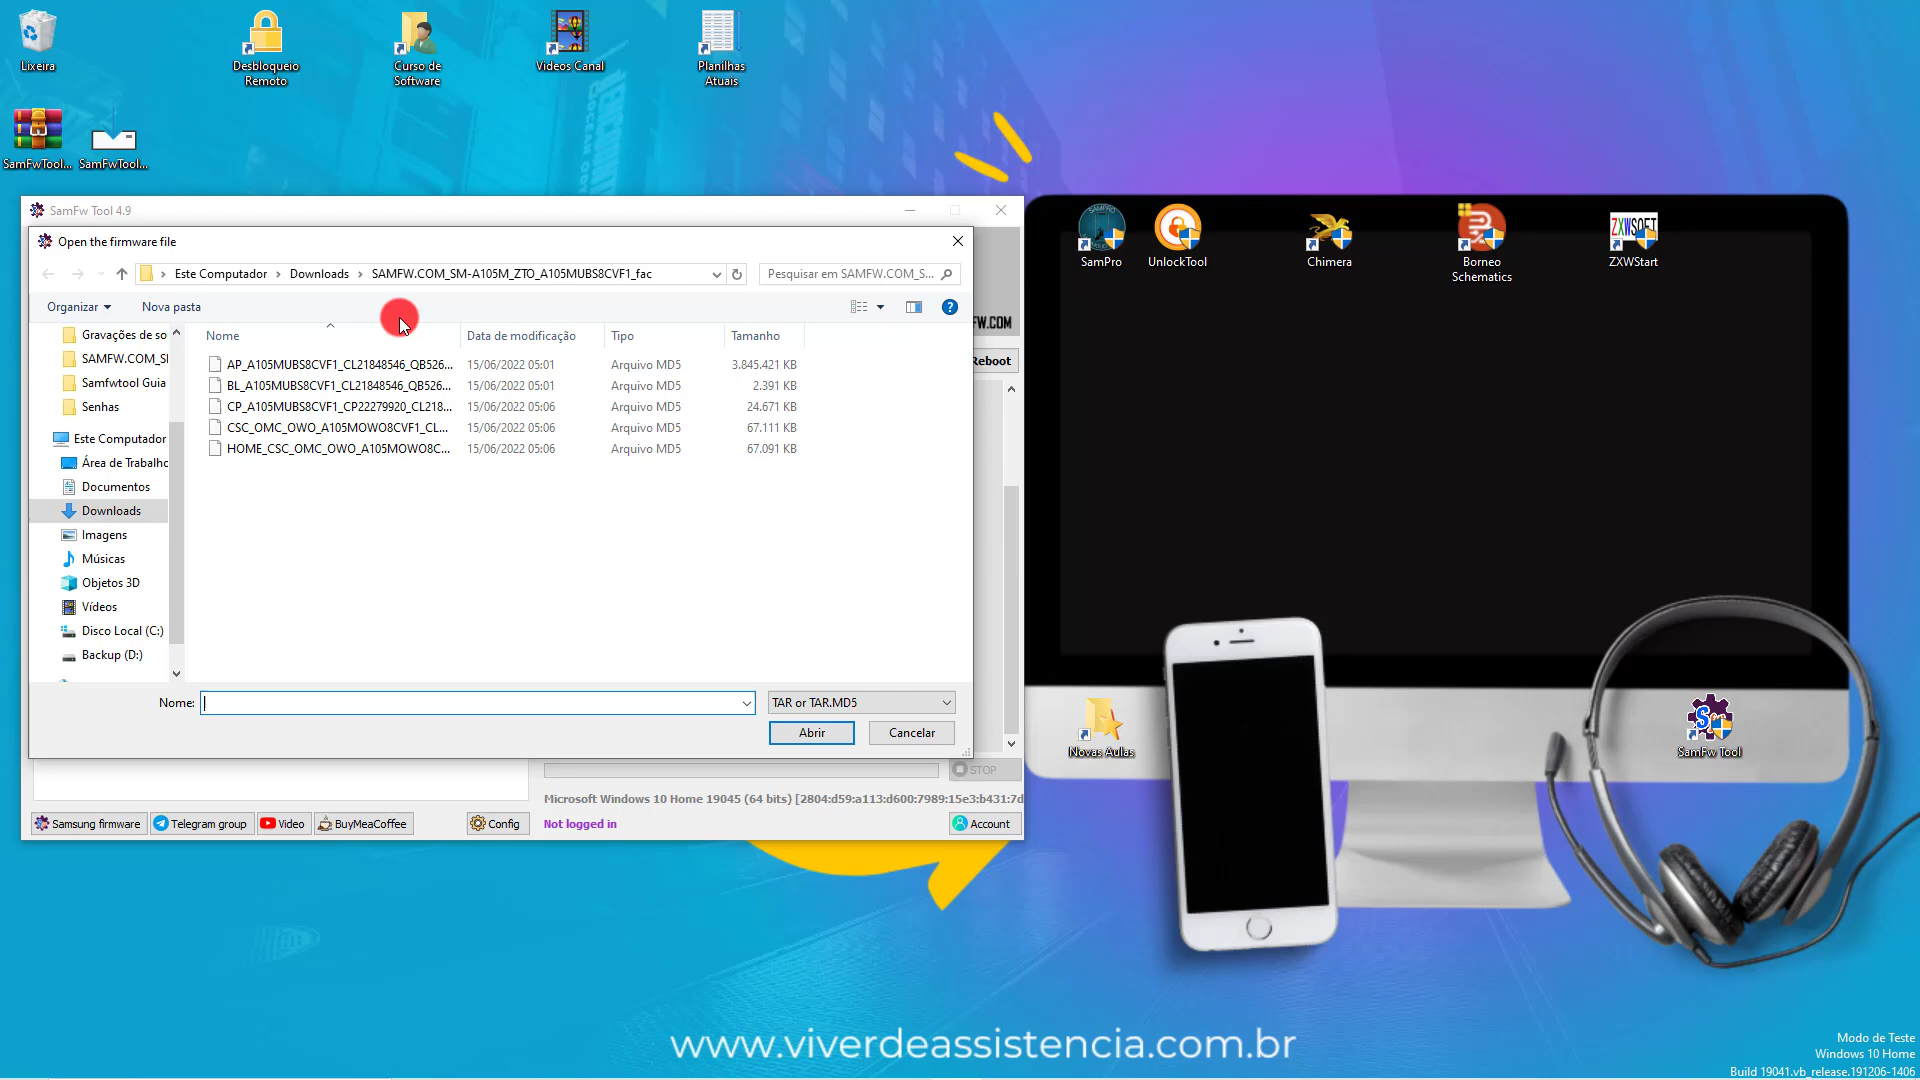 Lixeira
Desbloqueio
Remoto
Curso de
Software
Videos Canal
Planilhas
Atuais
SamFwTool...
SamFwTool...
SamFw Tool 4.9
Open the firmware file
Este Computador
Downloads
SAMFW.COM_SM-A105M_ZTO_A105MUBS8CVF1_fac
Pesquisar em SAMFW.COM_S...
Organizar
Nova pasta
FW.COM
Reboot
Gravações de so
SAMFW.COM_SI
Samfwtool Guia
Senhas
Este Computador
Área de Trabalho
Documentos
Downloads
Imagens
Músicas
Objetos 3D
Vídeos
Disco Local (C:)
Backup (D:)
Nome
Data de modificação
Tipo
Tamanho
AP_A105MUBS8CVF1_CL21848546_QB526...
15/06/2022 05:01
Arquivo MD5
3.845.421 KB
BL_A105MUBS8CVF1_CL21848546_QB526...
15/06/2022 05:01
Arquivo MD5
2.391 KB
CP_A105MUBS8CVF1_CP22279920_CL218...
15/06/2022 05:06
Arquivo MD5
24.671 KB
CSC_OMC_OWO_A105MOWO8CVF1_CL...
15/06/2022 05:06
Arquivo MD5
67.111 KB
HOME_CSC_OMC_OWO_A105MOWO8C...
15/06/2022 05:06
Arquivo MD5
67.091 KB
Nome:
TAR or TAR.MD5
Abrir
Cancelar
STOP
Microsoft Windows 10 Home 19045 (64 bits) [2804:d59:a113:d600:7989:15e3:b431:7d
Samsung firmware
Telegram group
Video
BuyMeaCoffee
Config
Not logged in
Account
SamPro
UnlockTool
Chimera
Borneo
Schematics
ZXWSOFT
ZXWStart
Novas Aulas
SamFw Tool
www.viverdeassistencia.com.br
Modo de Teste
Windows 10 Home
Build 19041.vb_release.191206-1406